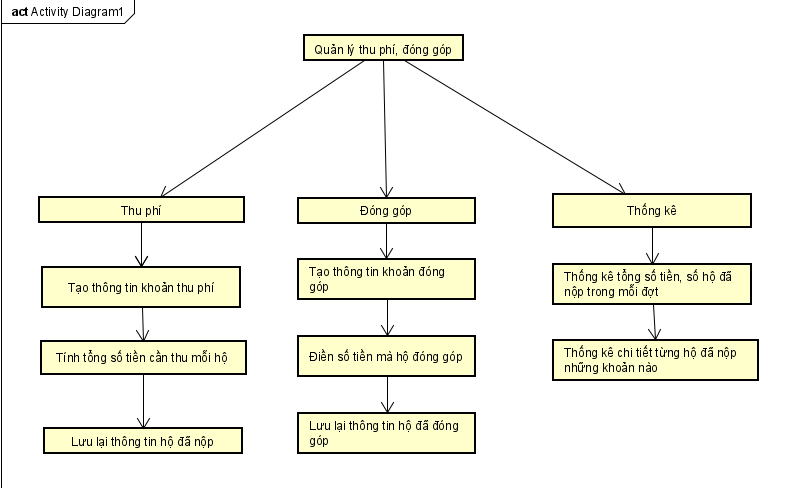 act Activity Diagram1
Quản lý thu phí, đóng góp
Thu phí
Đóng góp
Thống kê
Tạo thông tin khoản thu phí
Tạo thông tin khoản đóng
góp
Thống kê tổng số tiền, số hộ đã
nộp trong mỗi đợt
Tính tổng số tiền cần thu mỗi hộ
Điền số tiền mà hộ đóng góp
Thống kê chi tiết từng hộ đã nộp
những khoản nào
Lưu lại thông tin hộ đã nộp
Lưu lại thông tin hộ đã đóng
góp